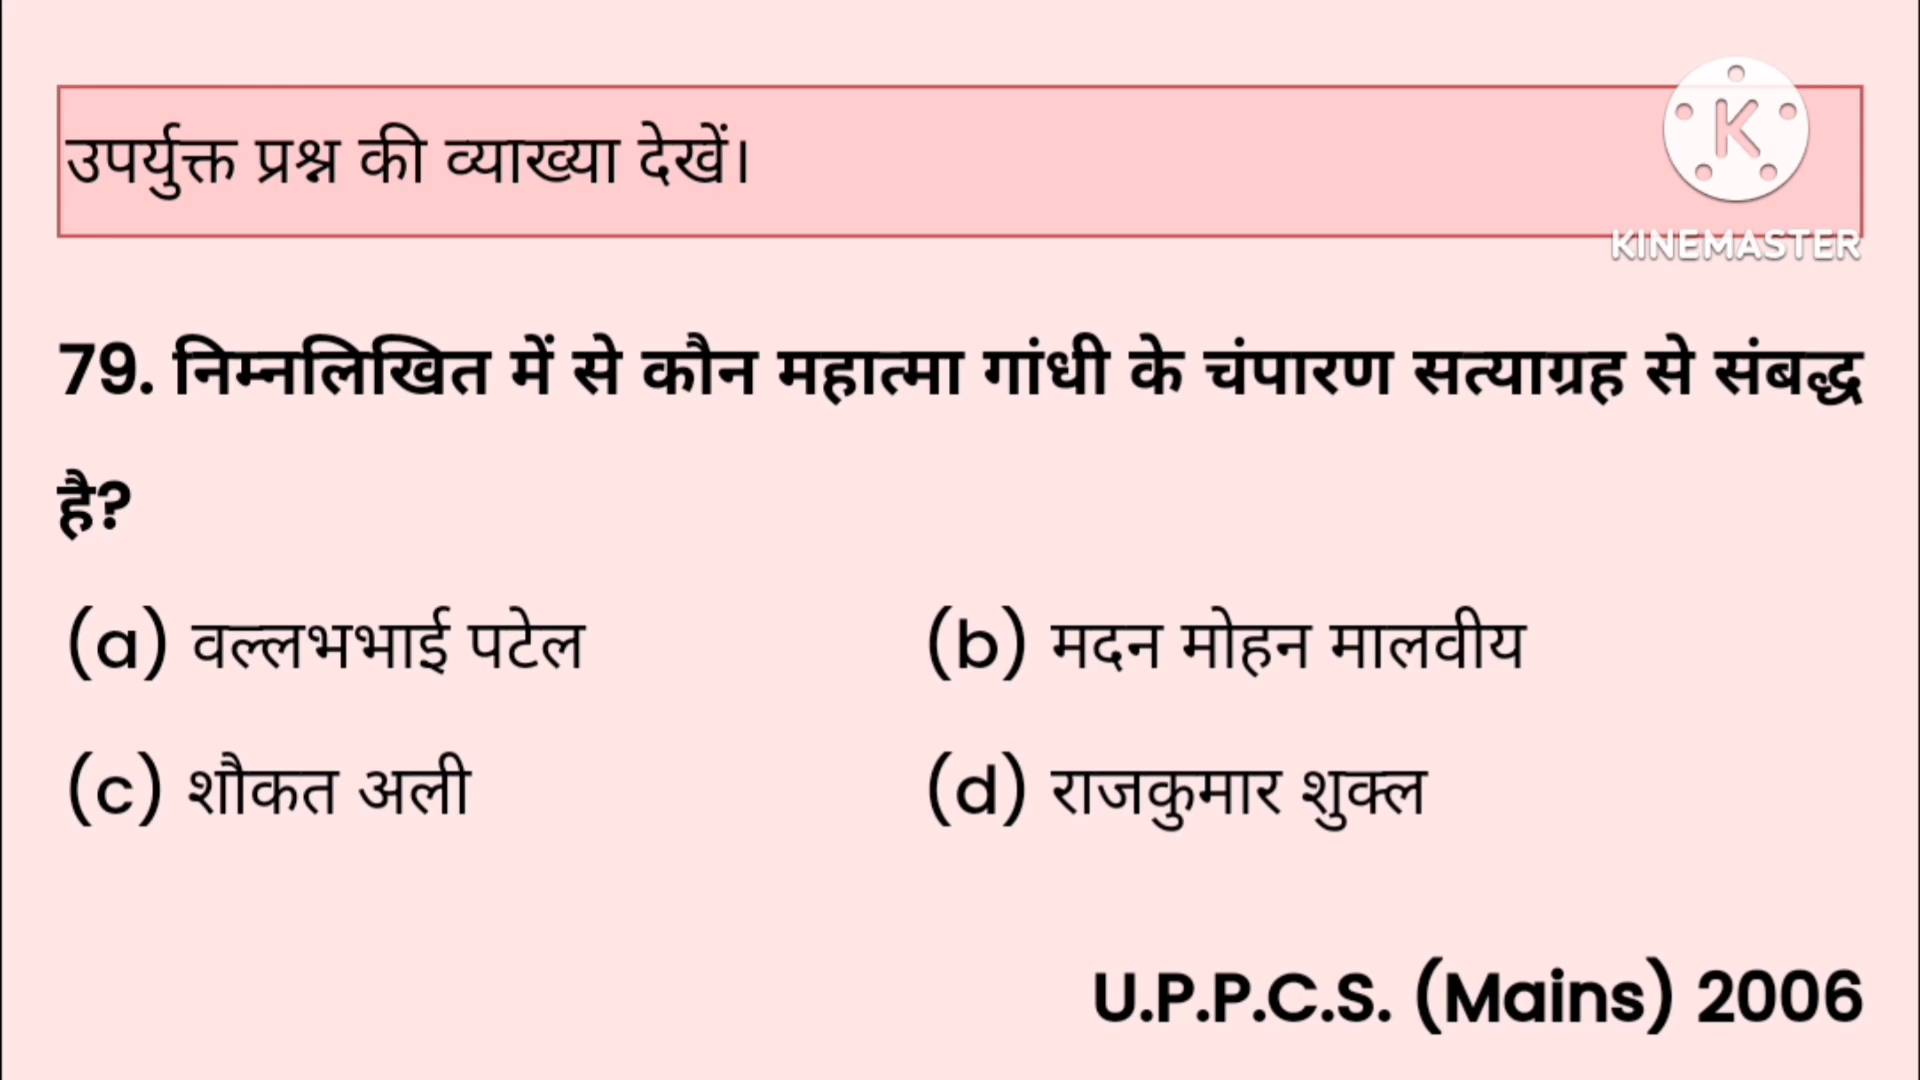 उपर्युक्त प्रश्न की व्याख्या देखें।
K
KINEMASTER
79. निम्नलिखित में से कौन महात्मा गांधी के चंपारण सत्याग्रह से संबद्ध
है?
(a) वल्लभभाई पटेल (b) मदन मोहन मालवीय
(c) शौकत अली (d) राजकुमार शुक्ल
U.P.P.C.S. (Mains) 2006